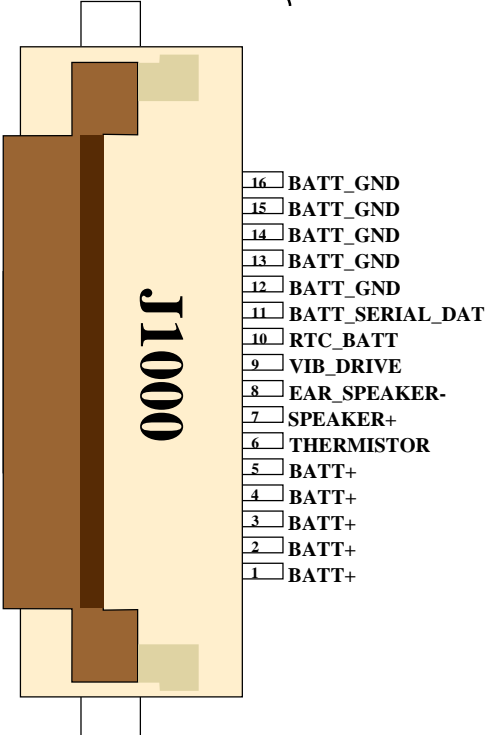 J1000
16 BATT_GND
15 BATT_GND
14 BATT_GND
13 BATT_GND
12 BATT_GND
11 BATT_SERIAL_DAT
10 RTC_BATT
9 VIB_DRIVE
8 EAR_SPEAKER-
7 SPEAKER+
6 THERMISTOR
5 BATT+
4 BATT+
3 BATT+
2 BATT+
1 BATT+